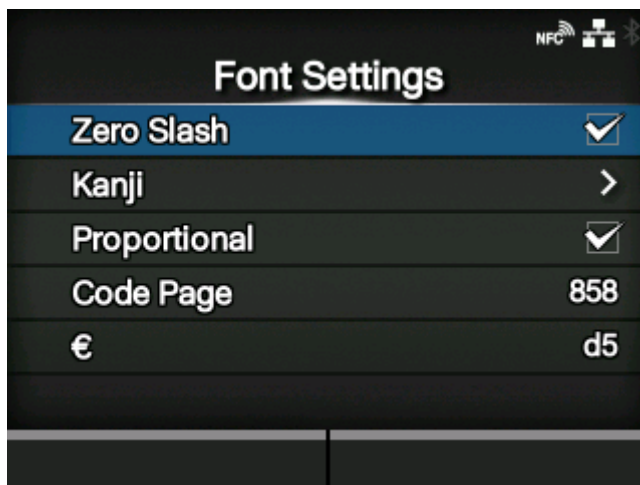 NFC
Font Settings
Zero Slash
Kanji >
Proportional
Code Page 858
€ d5